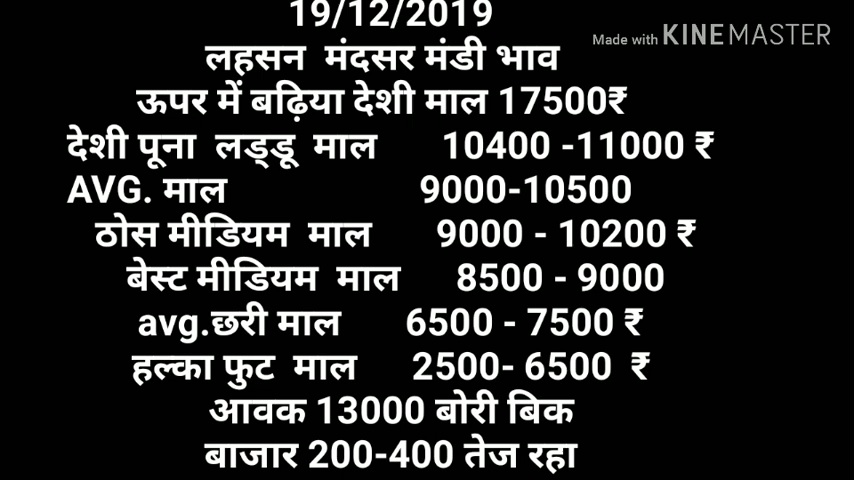 19/12/2019
Made with KINEMASTER
लहसन मंदसर मंडी भाव
ऊपर में बढ़िया देशी माल 17500₹
देशी पूना लड्डू माल 10400 -11000 ₹
AVG. माल 9000-10500
ठोस मीडियम माल 9000 - 10200 ₹
बेस्ट मीडियम माल 8500 - 9000
avg.छरी माल 6500 - 7500 ₹
हल्का फुट माल 2500- 6500 ₹
आवक 13000 बोरी बिक
बाजार 200-400 तेज रहा